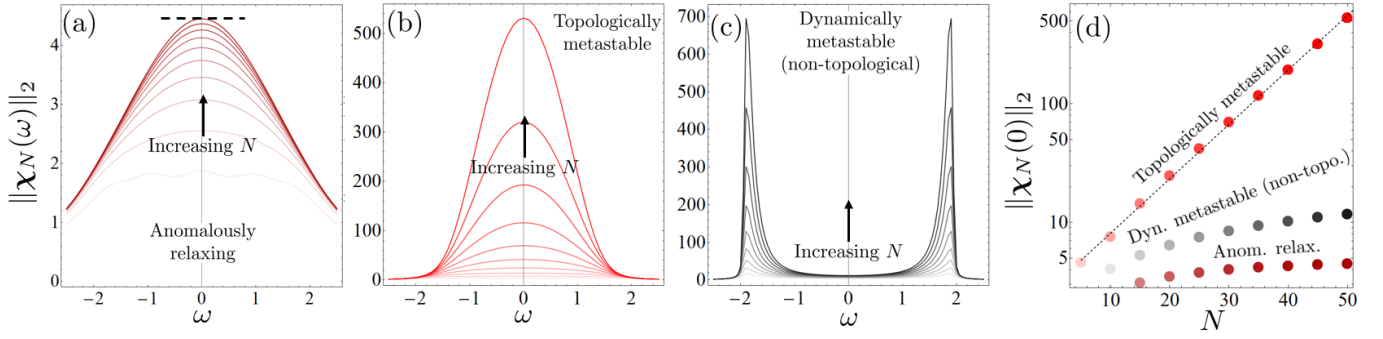 (a)
‖χN(ω)‖2
4
3
2
1
0
Increasing N
Anomalously
relaxing
−2
−1
0
1
2
ω
(b)
Topologically
metastable
500
400
300
200
100
0
Increasing N
−2
−1
0
1
2
ω
(c)
Dynamically
metastable
(non-topological)
700
600
500
400
300
200
100
0
Increasing N
−2
−1
0
1
2
ω
(d)
‖χN(0)‖2
500
100
50
10
5
Topologically metastable
Dyn. metastable (non-topo.)
Anom. relax.
10
20
30
40
50
N